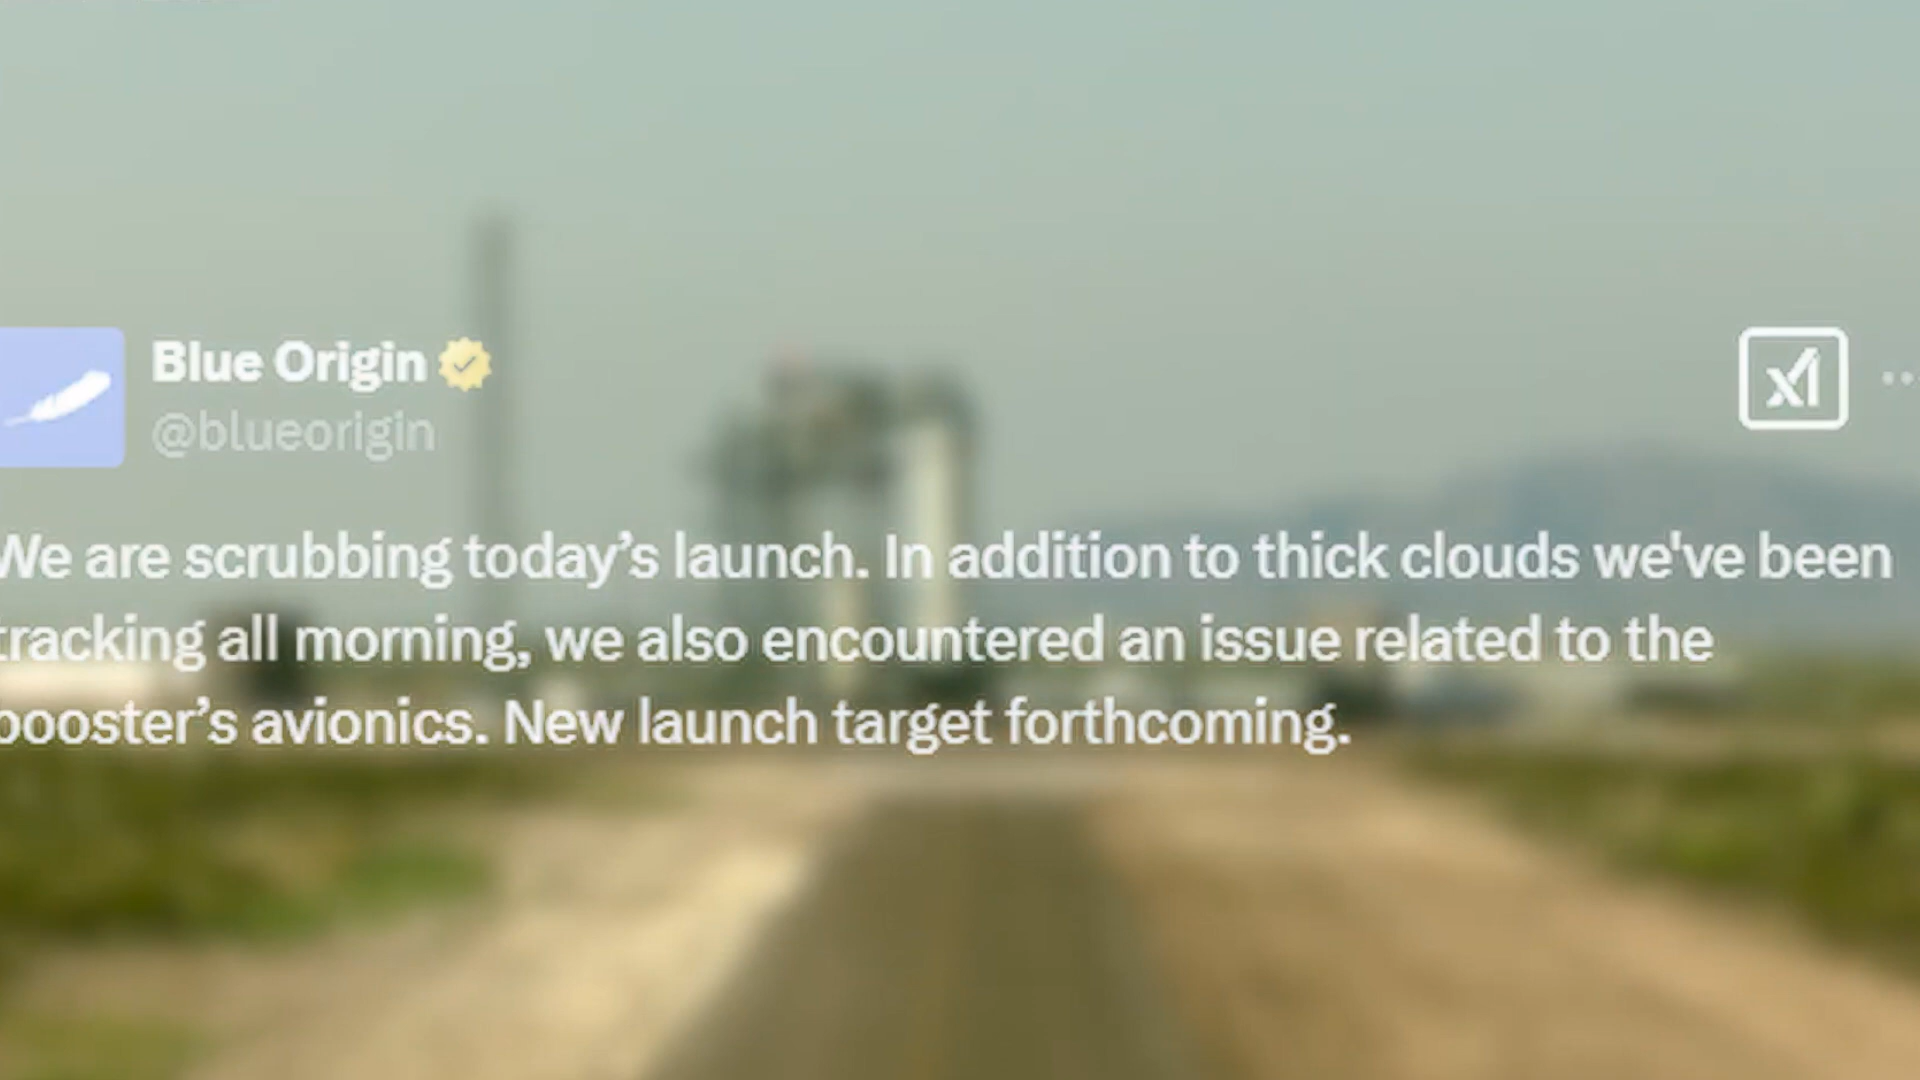 Blue Origin
@blueorigin
We are scrubbing today’s launch. In addition to thick clouds we've been
tracking all morning, we also encountered an issue related to the
booster’s avionics. New launch target forthcoming.